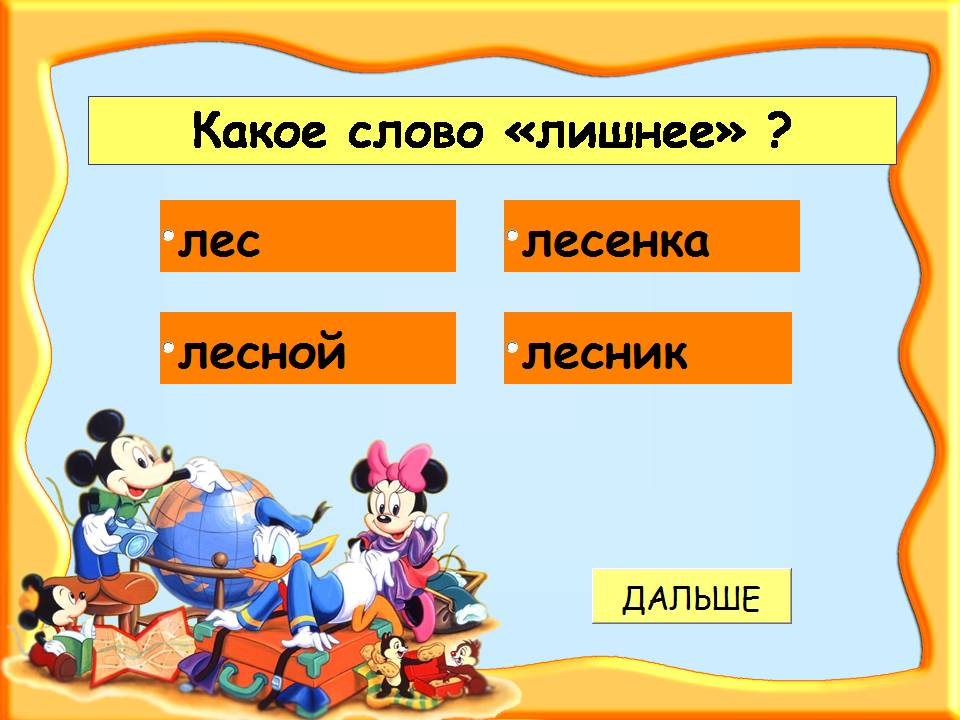 Какое слово «лишнее» ?
•лес
•лесенка
•лесной
•лесник
ДАЛЬШЕ